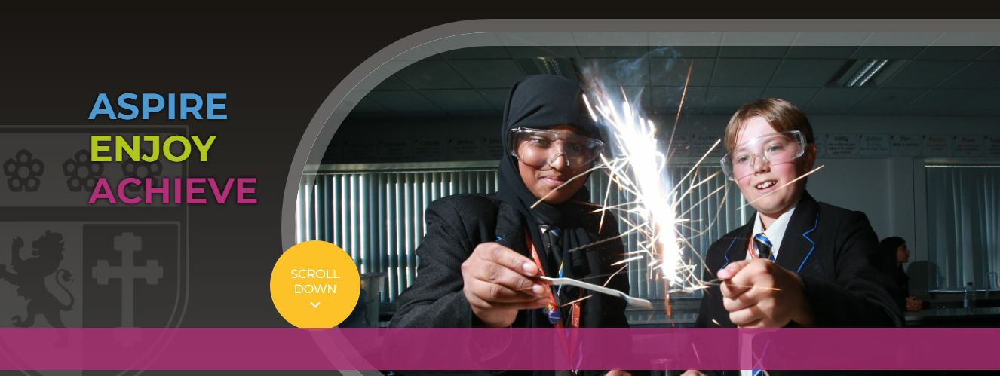 ASPIRE
ENJOY
ACHIEVE
SCROLL
DOWN